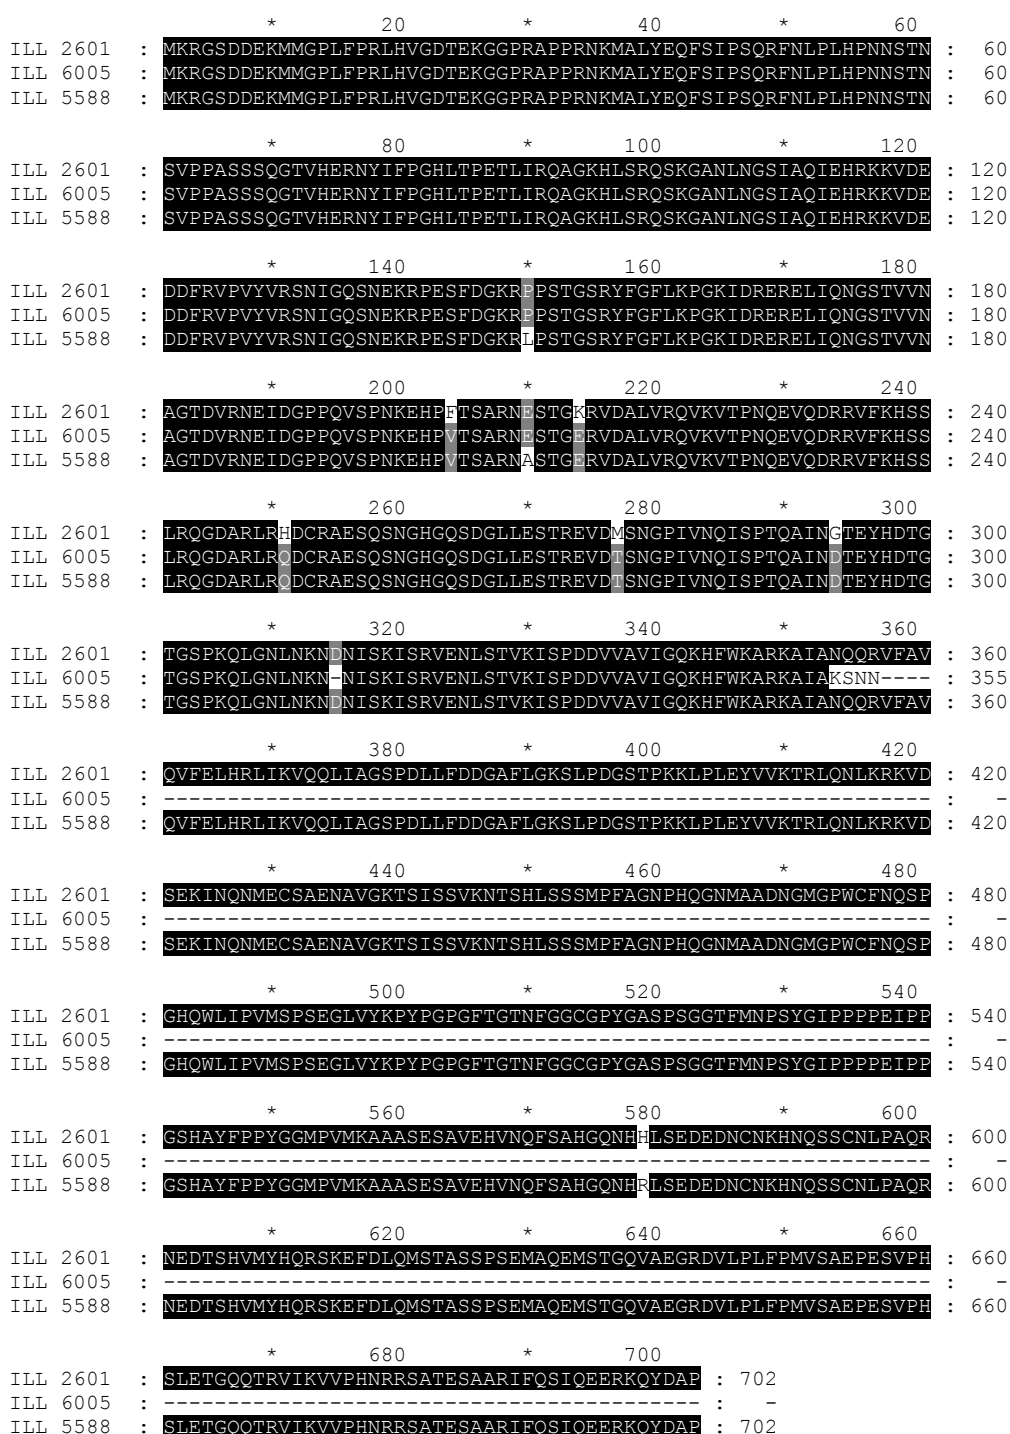 * 20 * 40 * 60
ILL 2601 : MKRGSDDEKMMGPLFPRLHVGDTEKGGPRAPPRNKMALYEQFSIPSQRFNLPLHPNNSTN : 60
ILL 6005 : MKRGSDDEKMMGPLFPRLHVGDTEKGGPRAPPRNKMALYEQFSIPSQRFNLPLHPNNSTN : 60
ILL 5588 : MKRGSDDEKMMGPLFPRLHVGDTEKGGPRAPPRNKMALYEQFSIPSQRFNLPLHPNNSTN : 60
* 80 * 100 * 120
ILL 2601 : SVPPASSSQGTVHERNYIFPGHLTPETLIRQAGKHLSRQSKGANLNGSIAQIEHRKKVDE : 120
ILL 6005 : SVPPASSSQGTVHERNYIFPGHLTPETLIRQAGKHLSRQSKGANLNGSIAQIEHRKKVDE : 120
ILL 5588 : SVPPASSSQGTVHERNYIFPGHLTPETLIRQAGKHLSRQSKGANLNGSIAQIEHRKKVDE : 120
* 140 * 160 * 180
ILL 2601 : DDFRVPVYVRSNIGQSNEKRPESFDGKRPPSTGSRYFGFLKPGKIDRERELIQNGSTVVN : 180
ILL 6005 : DDFRVPVYVRSNIGQSNEKRPESFDGKRPPSTGSRYFGFLKPGKIDRERELIQNGSTVVN : 180
ILL 5588 : DDFRVPVYVRSNIGQSNEKRPESFDGKRLPSTGSRYFGFLKPGKIDRERELIQNGSTVVN : 180
* 200 * 220 * 240
ILL 2601 : AGTDVRNEIDGPPQVSPNKEHPFTSARNESTGKRVDALVRQVKVTPNQEVQDRRVFKHSS : 240
ILL 6005 : AGTDVRNEIDGPPQVSPNKEHPVTSARNESTGERVDALVRQVKVTPNQEVQDRRVFKHSS : 240
ILL 5588 : AGTDVRNEIDGPPQVSPNKEHPVTSARNASTGERVDALVRQVKVTPNQEVQDRRVFKHSS : 240
* 260 * 280 * 300
ILL 2601 : LRQGDARLRHDCRAESQSNGHGQSDGLLESTREVDMSNGPIVNQISPTQAINGTEYHDTG : 300
ILL 6005 : LRQGDARLRQDCRAESQSNGHGQSDGLLESTREVDTSNGPIVNQISPTQAINDTEYHDTG : 300
ILL 5588 : LRQGDARLRQDCRAESQSNGHGQSDGLLESTREVDTSNGPIVNQISPTQAINDTEYHDTG : 300
* 320 * 340 * 360
ILL 2601 : TGSPKQLGNLNKNDNISKISRVENLSTVKISPDDVVAVIGQKHFWKARKAIANQQRVFAV : 360
ILL 6005 : TGSPKQLGNLNKN-NISKISRVENLSTVKISPDDVVAVIGQKHFWKARKAIAKSNN---- : 355
ILL 5588 : TGSPKQLGNLNKNDNISKISRVENLSTVKISPDDVVAVIGQKHFWKARKAIANQQRVFAV : 360
* 380 * 400 * 420
ILL 2601 : QVFELHRLIKVQQLIAGSPDLLFDDGAFLGKSLPDGSTPKKLPLEYVVKTRLQNLKRKVD : 420
ILL 6005 : ------------------------------------------------------------ : -
ILL 5588 : QVFELHRLIKVQQLIAGSPDLLFDDGAFLGKSLPDGSTPKKLPLEYVVKTRLQNLKRKVD : 420
* 440 * 460 * 480
ILL 2601 : SEKINQNMECSAENAVGKTSISSVKNTSHLSSSMPFAGNPHQGNMAADNGMGPWCFNQSP : 480
ILL 6005 : ------------------------------------------------------------ : -
ILL 5588 : SEKINQNMECSAENAVGKTSISSVKNTSHLSSSMPFAGNPHQGNMAADNGMGPWCFNQSP : 480
* 500 * 520 * 540
ILL 2601 : GHQWLIPVMSPSEGLVYKPYPGPGFTGTNFGGCGPYGASPSGGTFMNPSYGIPPPPEIPP : 540
ILL 6005 : ------------------------------------------------------------ : -
ILL 5588 : GHQWLIPVMSPSEGLVYKPYPGPGFTGTNFGGCGPYGASPSGGTFMNPSYGIPPPPEIPP : 540
* 560 * 580 * 600
ILL 2601 : GSHAYFPPYGGMPVMKAAASESAVEHVNQFSAHGQNHHLSEDEDNCNKHNQSSCNLPAQR : 600
ILL 6005 : ------------------------------------------------------------ : -
ILL 5588 : GSHAYFPPYGGMPVMKAAASESAVEHVNQFSAHGQNHRLSEDEDNCNKHNQSSCNLPAQR : 600
* 620 * 640 * 660
ILL 2601 : NEDTSHVMYHQRSKEFDLQMSTASSPSEMAQEMSTGQVAEGRDVLPLFPMVSAEPESVPH : 660
ILL 6005 : ------------------------------------------------------------ : -
ILL 5588 : NEDTSHVMYHQRSKEFDLQMSTASSPSEMAQEMSTGQVAEGRDVLPLFPMVSAEPESVPH : 660
* 680 * 700
ILL 2601 : SLETGQQTRVIKVVPHNRRSATESAARIFQSIQEERKQYDAP : 702
ILL 6005 : ------------------------------------------ : -
ILL 5588 : SLETGQQTRVIKVVPHNRRSATESAARIFQSIQEERKQYDAP : 702